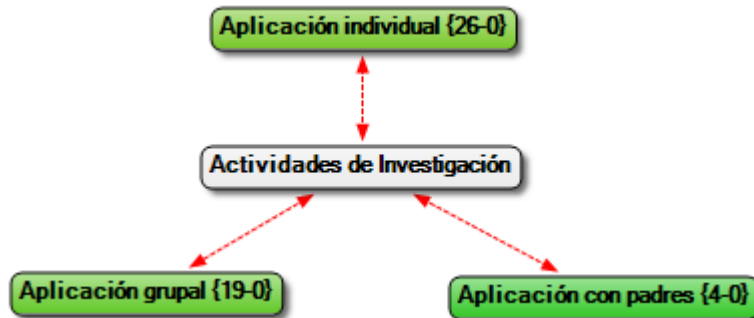 Aplicación individual {26-0}
Actividades de Investigación
Aplicación grupal {19-0}
Aplicación con padres {4-0}